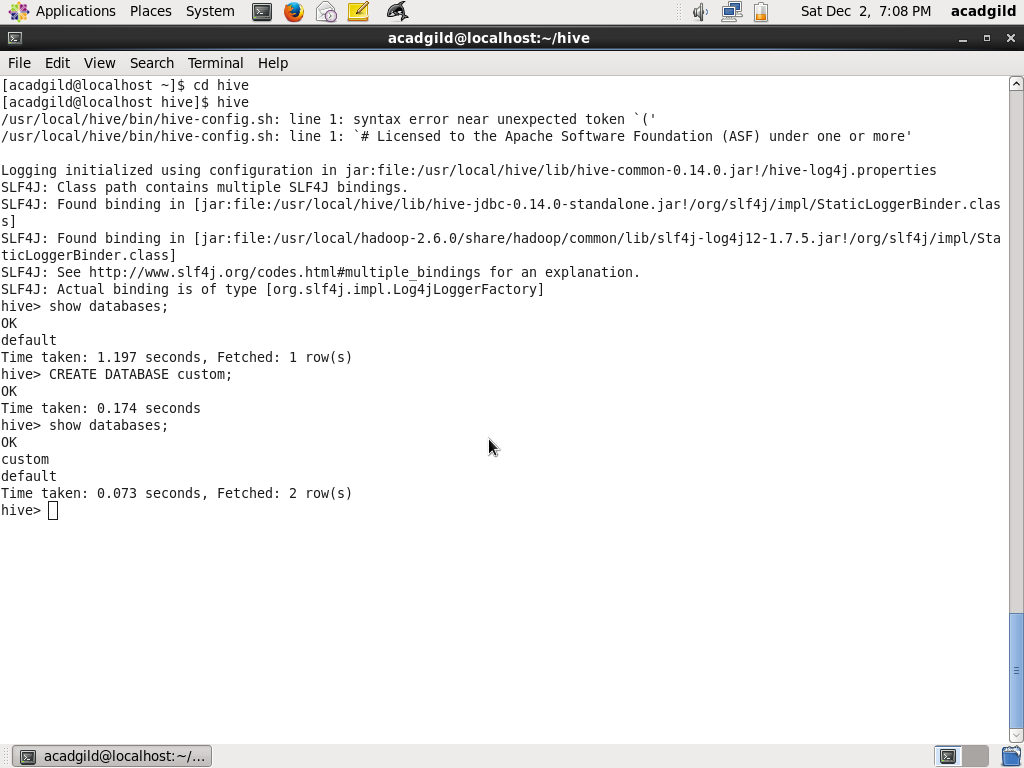 Applications Places System Sat Dec 2, 7:08 PM acadgild
acadgild@localhost:~/hive
File Edit View Search Terminal Help
[acadgild@localhost ~]$ cd hive
[acadgild@localhost hive]$ hive
/usr/local/hive/bin/hive-config.sh: line 1: syntax error near unexpected token `('
/usr/local/hive/bin/hive-config.sh: line 1: `# Licensed to the Apache Software Foundation (ASF) under one or more'
Logging initialized using configuration in jar:file:/usr/local/hive/lib/hive-common-0.14.0.jar!/hive-log4j.properties
SLF4J: Class path contains multiple SLF4J bindings.
SLF4J: Found binding in [jar:file:/usr/local/hive/lib/hive-jdbc-0.14.0-standalone.jar!/org/slf4j/impl/StaticLoggerBinder.clas
s]
SLF4J: Found binding in [jar:file:/usr/local/hadoop-2.6.0/share/hadoop/common/lib/slf4j-log4j12-1.7.5.jar!/org/slf4j/impl/Sta
ticLoggerBinder.class]
SLF4J: See http://www.slf4j.org/codes.html#multiple_bindings for an explanation.
SLF4J: Actual binding is of type [org.slf4j.impl.Log4jLoggerFactory]
hive> show databases;
OK
default
Time taken: 1.197 seconds, Fetched: 1 row(s)
hive> CREATE DATABASE custom;
OK
Time taken: 0.174 seconds
hive> show databases;
OK
custom
default
Time taken: 0.073 seconds, Fetched: 2 row(s)
hive>
acadgild@localhost:~/...